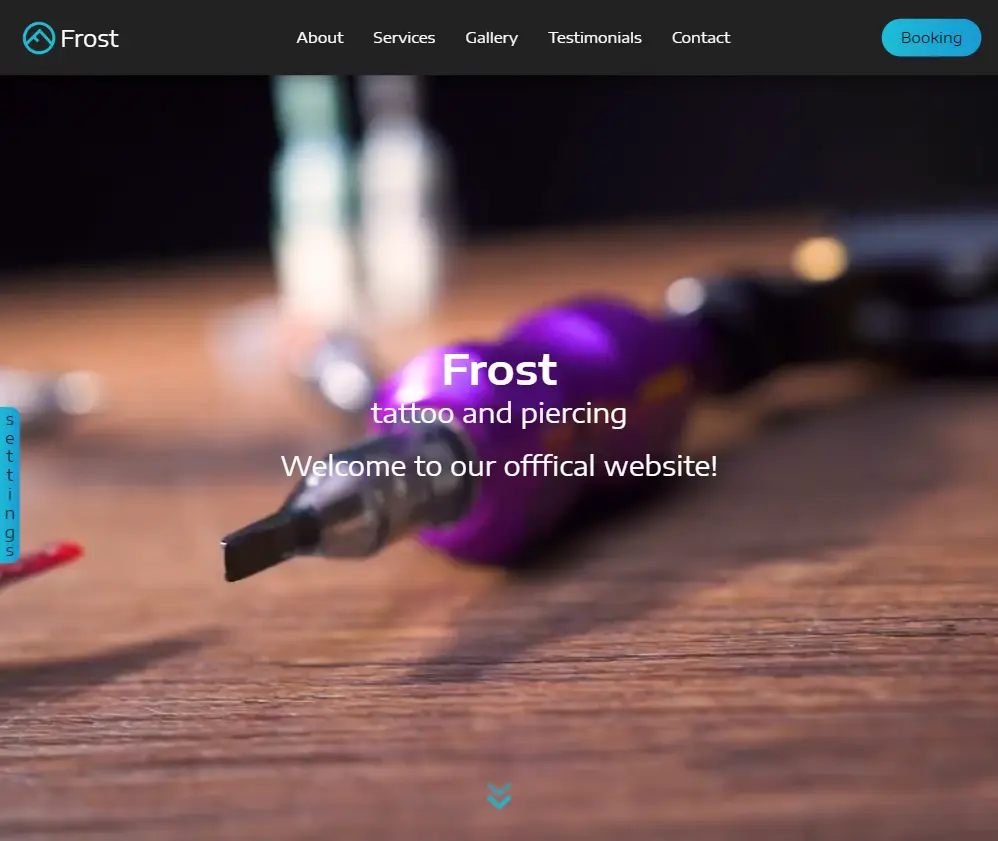 Frost
About Services Gallery Testimonials Contact
Booking
Frost
tattoo and piercing
Welcome to our offfical website!
settings